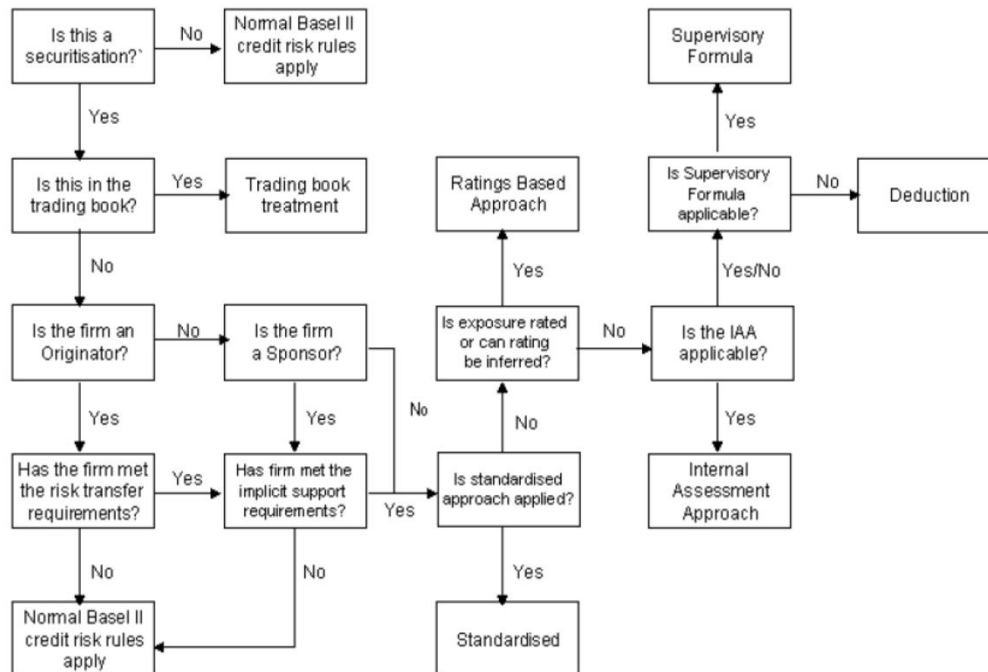 Is this a
securitisation?`
No
Normal Basel II
credit risk rules
apply
Supervisory
Formula
Yes
Yes
Is this in the
trading book?
Yes
Trading book
treatment
Ratings Based
Approach
Is Supervisory
Formula
applicable?
No
Deduction
No
Yes
Yes/No
Is the firm an
Originator?
No
Is the firm
a Sponsor?
Is exposure rated
or can rating
be inferred?
No
Is the IAA
applicable?
Yes
Yes
No
No
Yes
Has the firm met
the risk transfer
requirements?
Yes
Has firm met the
implicit support
requirements?
Yes
Is standardised
approach applied?
Internal
Assessment
Approach
No
No
Yes
Normal Basel II
credit risk rules
apply
Standardised